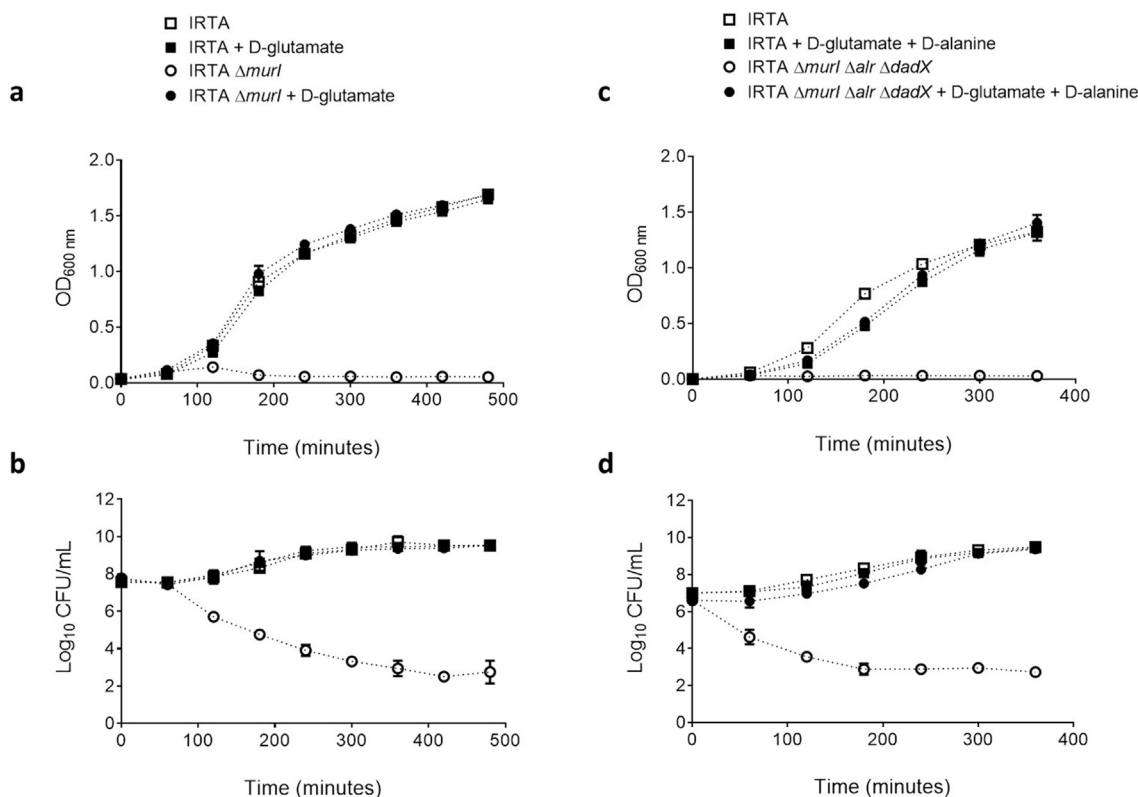 IRTA
IRTA + D-glutamate
IRTA ΔmurI
IRTA ΔmurI + D-glutamate
a
2.0
1.5
1.0
0.5
0.0
OD600 nm
0 100 200 300 400 500
Time (minutes)
b
12
10
8
6
4
2
0
Log10 CFU/mL
0 100 200 300 400 500
Time (minutes)
IRTA
IRTA + D-glutamate + D-alanine
IRTA ΔmurI Δalr ΔdadX
IRTA ΔmurI Δalr ΔdadX + D-glutamate + D-alanine
c
2.0
1.5
1.0
0.5
0.0
OD600 nm
0 100 200 300 400
Time (minutes)
d
12
10
8
6
4
2
0
Log10 CFU/mL
0 100 200 300 400
Time (minutes)